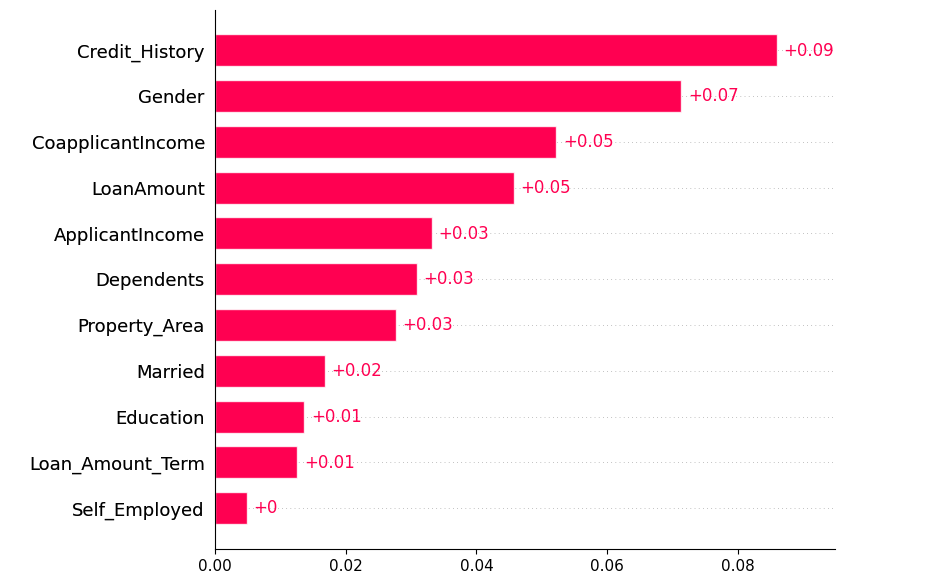 Credit_History +0.09
Gender +0.07
CoapplicantIncome +0.05
LoanAmount +0.05
ApplicantIncome +0.03
Dependents +0.03
Property_Area +0.03
Married +0.02
Education +0.01
Loan_Amount_Term +0.01
Self_Employed +0
0.00 0.02 0.04 0.06 0.08